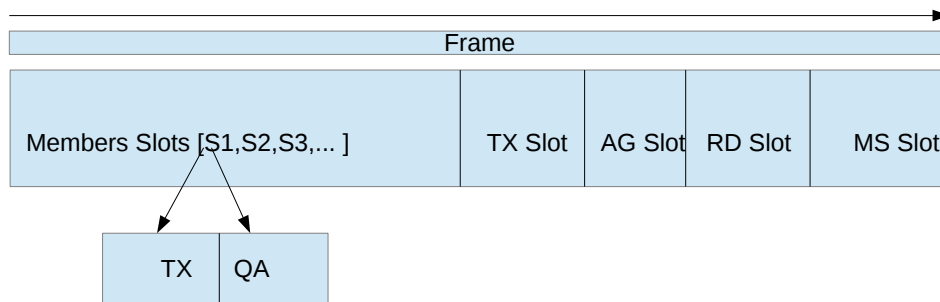 Frame
Members Slots [S1,S2,S3,... ]
TX Slot
AG Slot
RD Slot
MS Slot
TX
QA